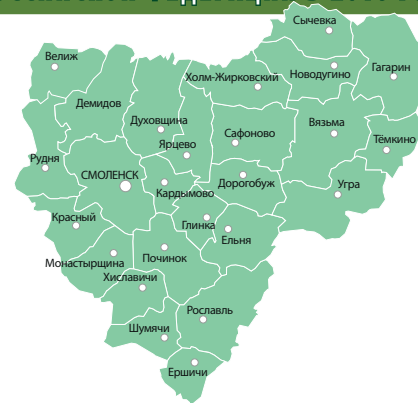 Сычевка
Велиж
Гагарин
Холм-Жирковский
Новодугино
Демидов
Духовщина
Вязьма
Сафоново
Ярцево
Тёмкино
Рудня
СМОЛЕНСК
Дорогобуж
Угра
Кардымово
Красный
Глинка
Ельня
Монастырщина
Починок
Хиславичи
Рославль
Шумячи
Ершичи